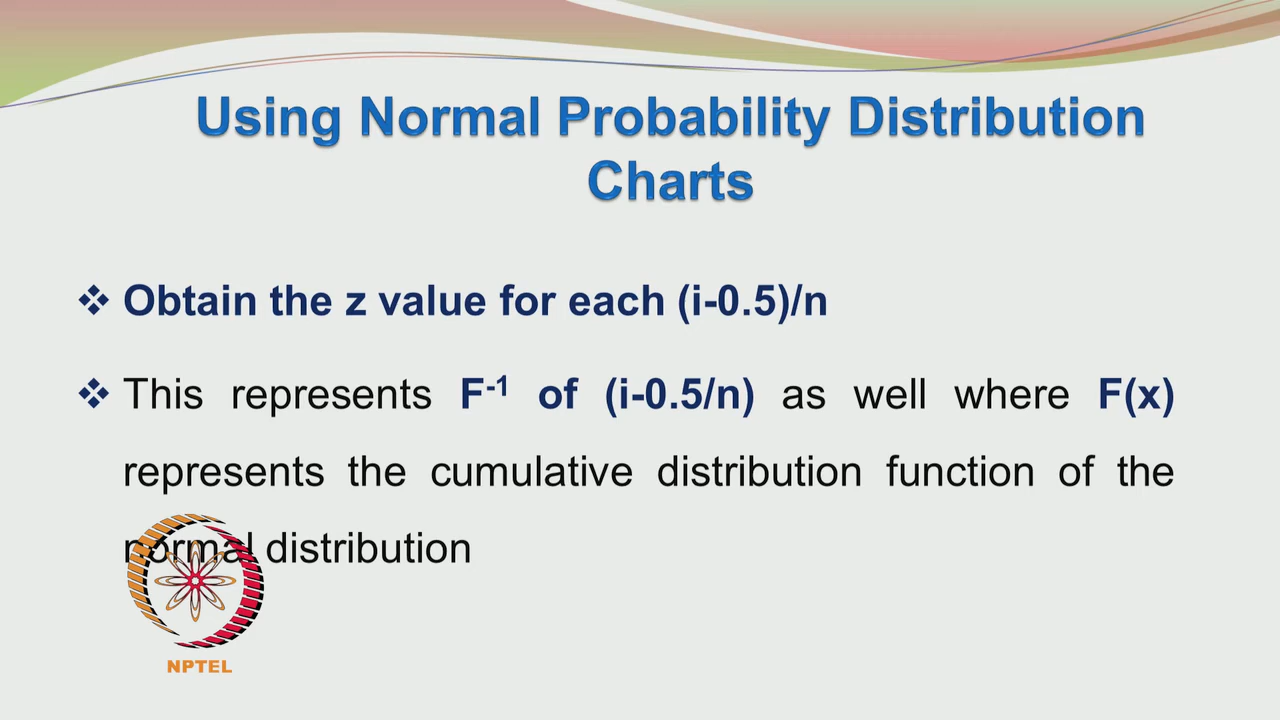 Using Normal Probability Distribution
Charts
❖ Obtain the z value for each (i-0.5)/n
❖ This represents F⁻¹ of (i-0.5/n) as well where F(x)
represents the cumulative distribution function of the
normal distribution
NPTEL